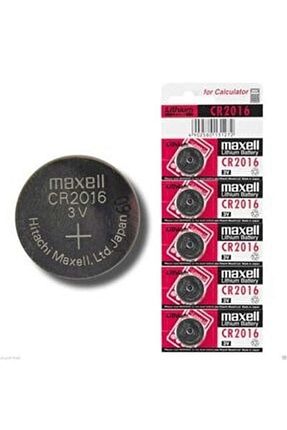 maxell
CR2016
3V
+
Hitachi Maxell, Ltd. Japan
for Calculator
Lithium
CR2016
maxell
Lithium Battery
CR2016
3V
maxell
Lithium Battery
CR2016
3V
maxell
Lithium Battery
CR2016
3V
maxell
Lithium Battery
CR2016
3V
maxell
Lithium Battery
CR2016
3V